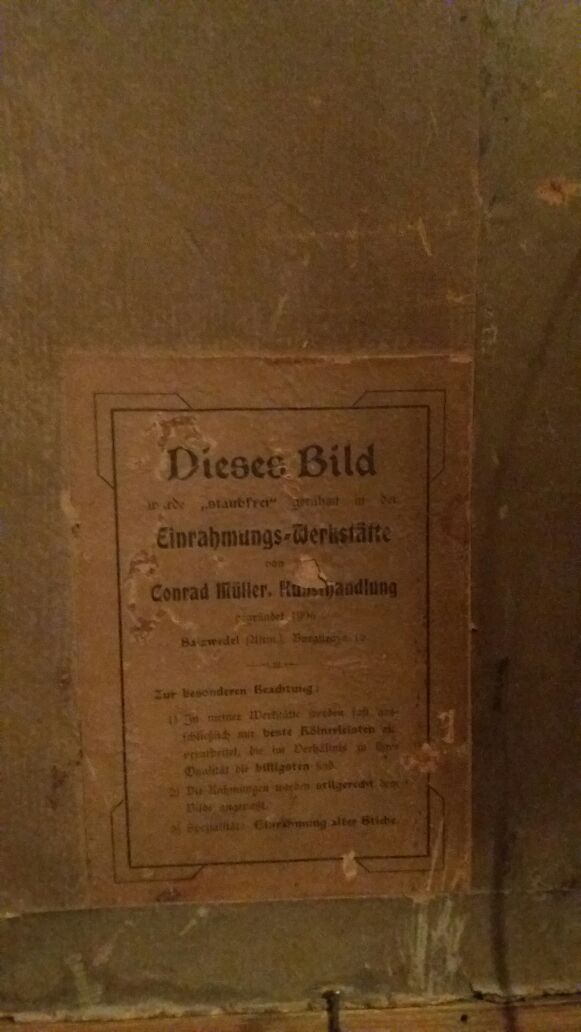 Dieses Bild
wurde „staubfrei“ gerahmt in der
Einrahmungs-Werkstätte
von
Conrad Müller, Kunsthandlung
gegründet
Salzwedel (Altm.), Burgstraße
Zur besonderen Beachtung:
1) In meiner Werkstätte werden fast aus-
schließlich nur beste Kölnerleisten
verarbeitet, die im Verhältnis zu ihrer
Qualität die billigsten sind.
2) Die Rahmungen werden stilgerecht dem
Bilde angepaßt.
3) Spezialität: Einrahmung alter Stiche.